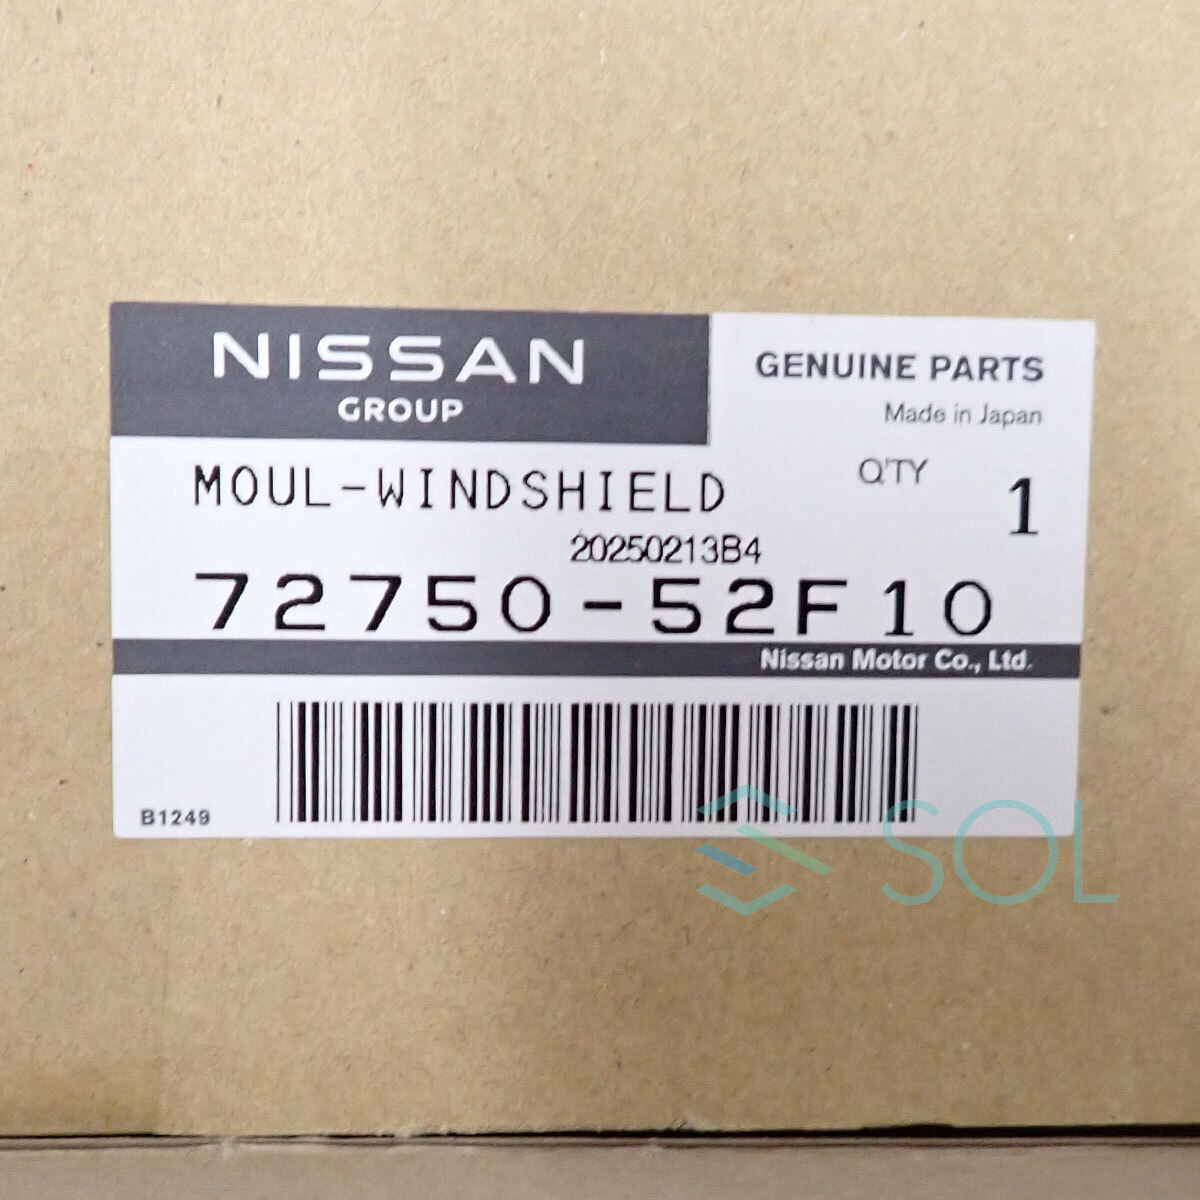 NISSAN
GROUP
GENUINE PARTS
Made in Japan
MOUL-WINDSHIELD
Q'TY 1
20250213B4
72750-52F10
Nissan Motor Co., Ltd.
B1249
SOL